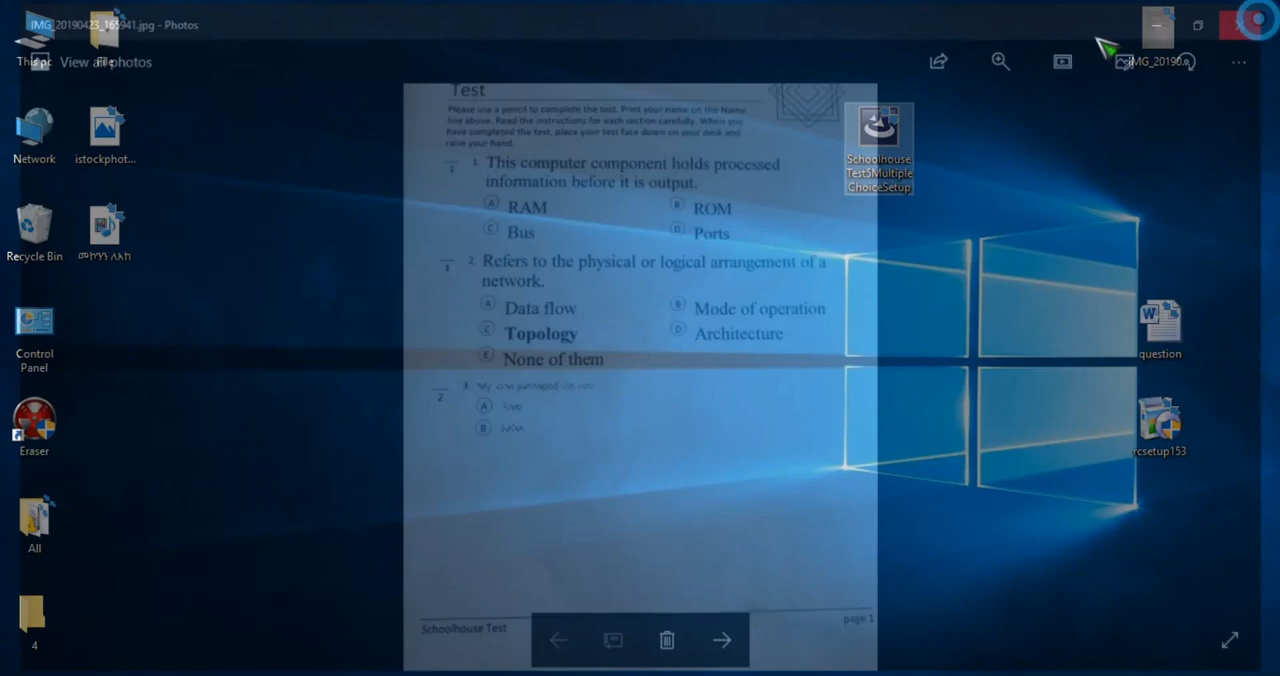 IMG_20190423_165941.jpg - Photos
View all photos
This pc
File
Network
istockphot...
Recycle Bin
መኮንን ለአከ
Control
Panel
Eraser
All
4
IMG_20190...
Schoolhouse
Test5Multiple
ChoiceSetup
question
rcsetup153
Test
Please use a pencil to complete the test. Print your name on the Name
line above. Read the instructions for each section carefully. When you
have completed the test, place your test face down on your desk and
raise your hand.
1
1. This computer component holds processed
information before it is output.
A RAM
B ROM
C Bus
D Ports
1
2. Refers to the physical or logical arrangement of a
network.
A Data flow
B Mode of operation
C Topology
D Architecture
E None of them
2
3. My
A
B
Schoolhouse Test
page 1